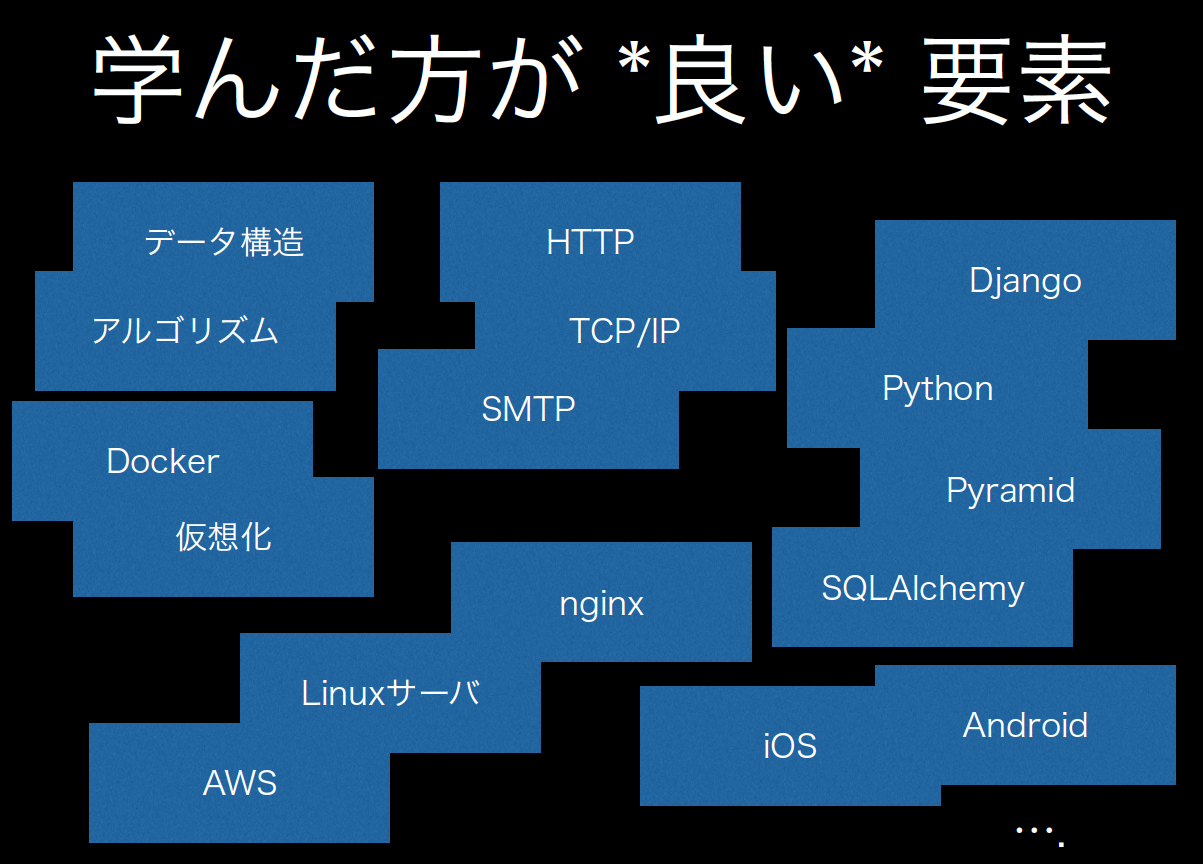 学んだ方が *良い* 要素
データ構造
アルゴリズム
HTTP
TCP/IP
SMTP
Django
Python
Pyramid
SQLAlchemy
Docker
仮想化
nginx
Linuxサーバ
AWS
iOS
Android
….